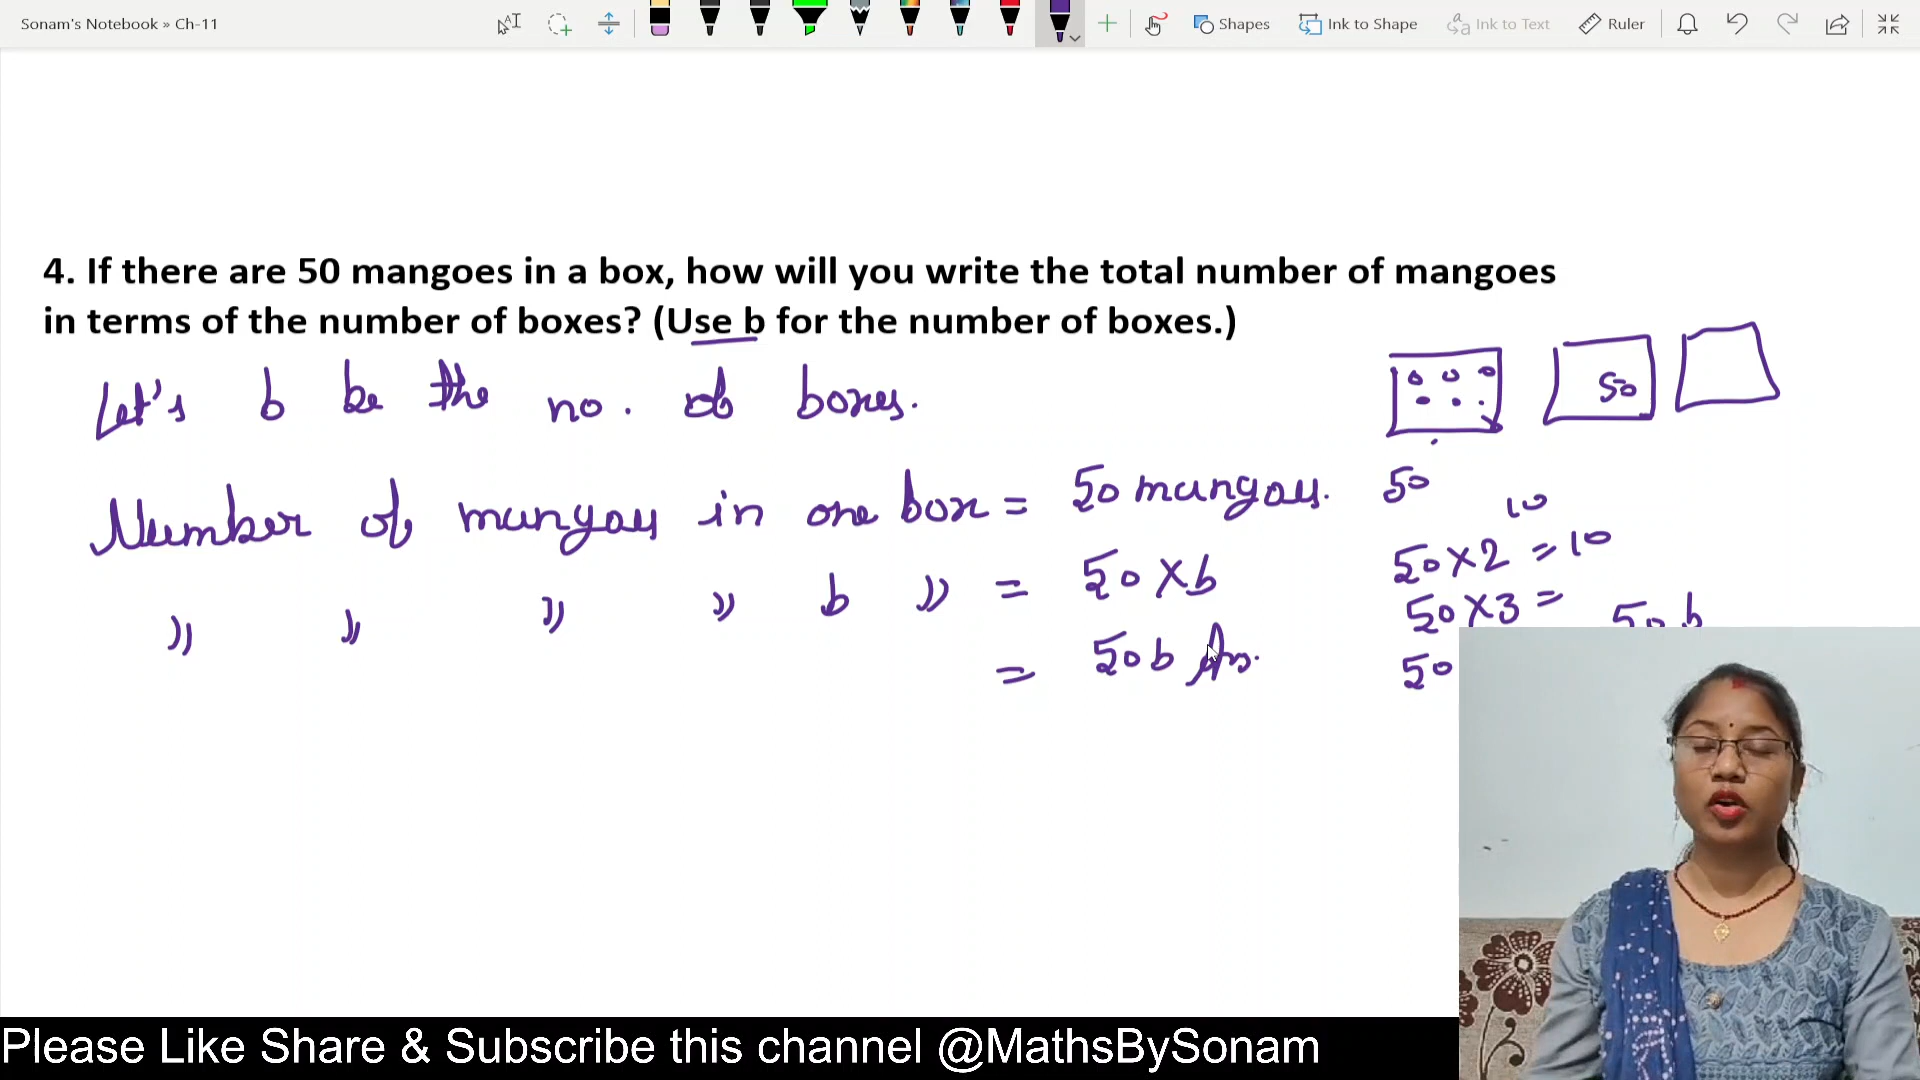 Sonam's Notebook » Ch-11
Shapes Ink to Shape Ink to Text Ruler
4. If there are 50 mangoes in a box, how will you write the total number of mangoes
in terms of the number of boxes? (Use b for the number of boxes.)
Let's b be the no. of boxes.
50
Number of mangoes in one box = 50 mangoes.
50
10
50×2 = 10
50×3 =
50 b
50
" " " " b " = 50 × b
= 50b Ans.
Please Like Share & Subscribe this channel @MathsBySonam